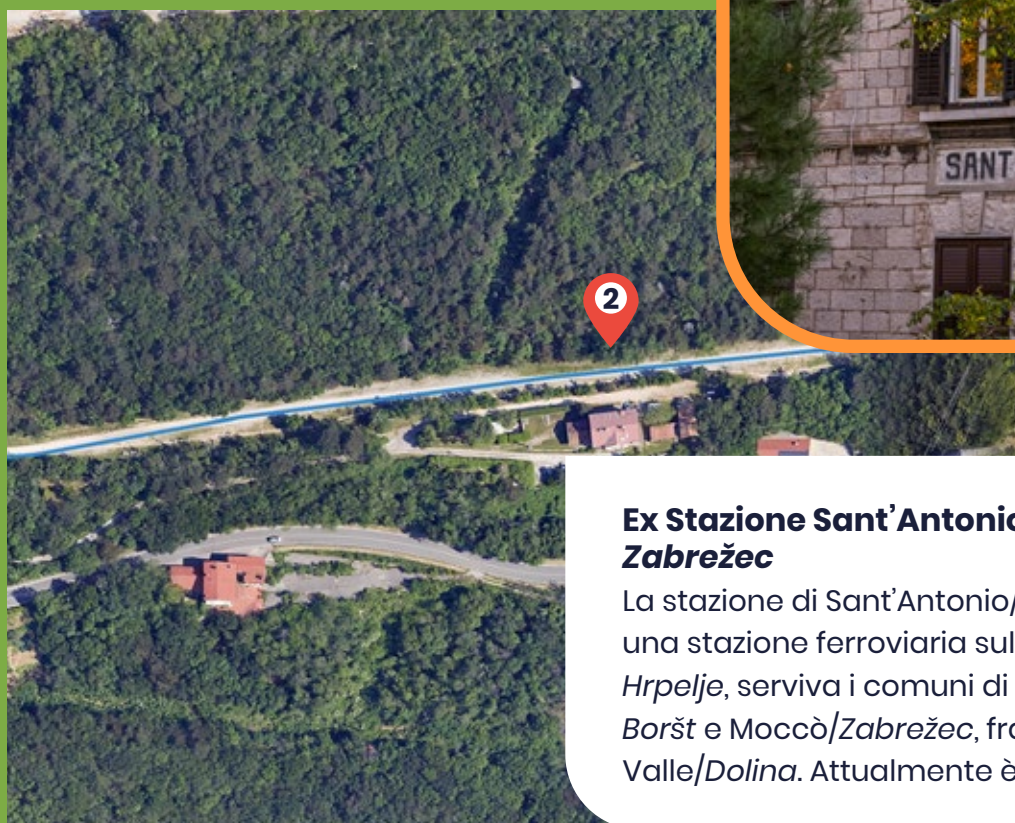 SANT
2
Ex Stazione Sant’Antonio
Zabrežec
La stazione di Sant’Antonio/
una stazione ferroviaria sul
Hrpelje, serviva i comuni di
Boršt e Moccò/Zabrežec, fra
Valle/Dolina. Attualmente è